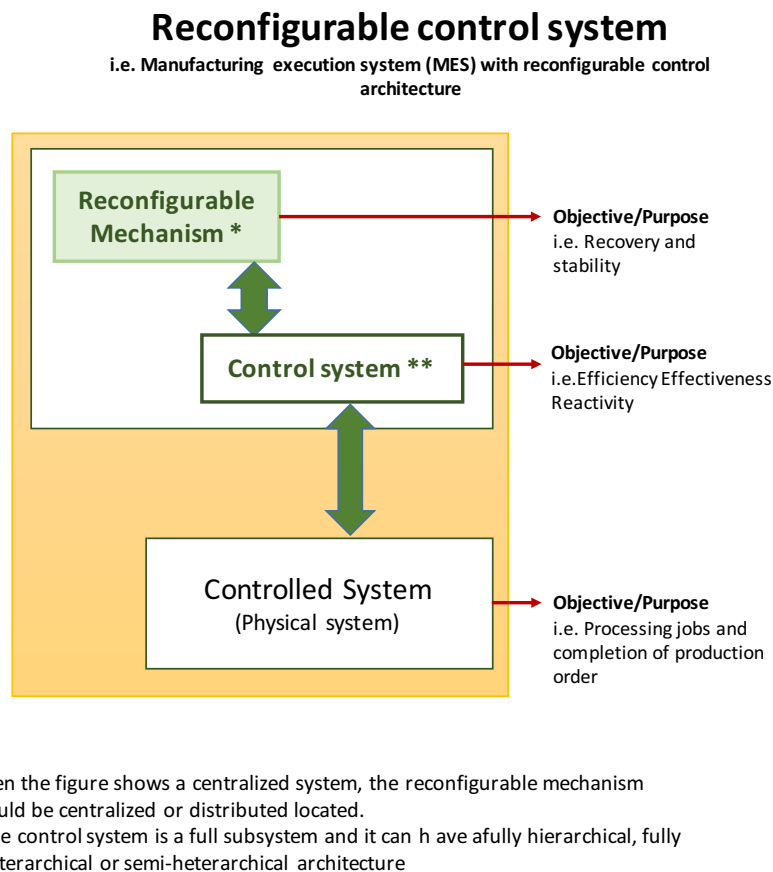 Reconfigurable control system
i.e. Manufacturing execution system (MES) with reconfigurable control
architecture
Reconfigurable
Mechanism *
Objective/Purpose
i.e. Recovery and
stability
Control system **
Objective/Purpose
i.e.Efficiency Effectiveness
Reactivity
Controlled System
(Physical system)
Objective/Purpose
i.e. Processing jobs and
completion of production
order
the figure shows a centralized system, the reconfigurable mechanism
be centralized or distributed located.
control system is a full subsystem and it can h ave afully hierarchical, fully
or semi-heterarchical architecture